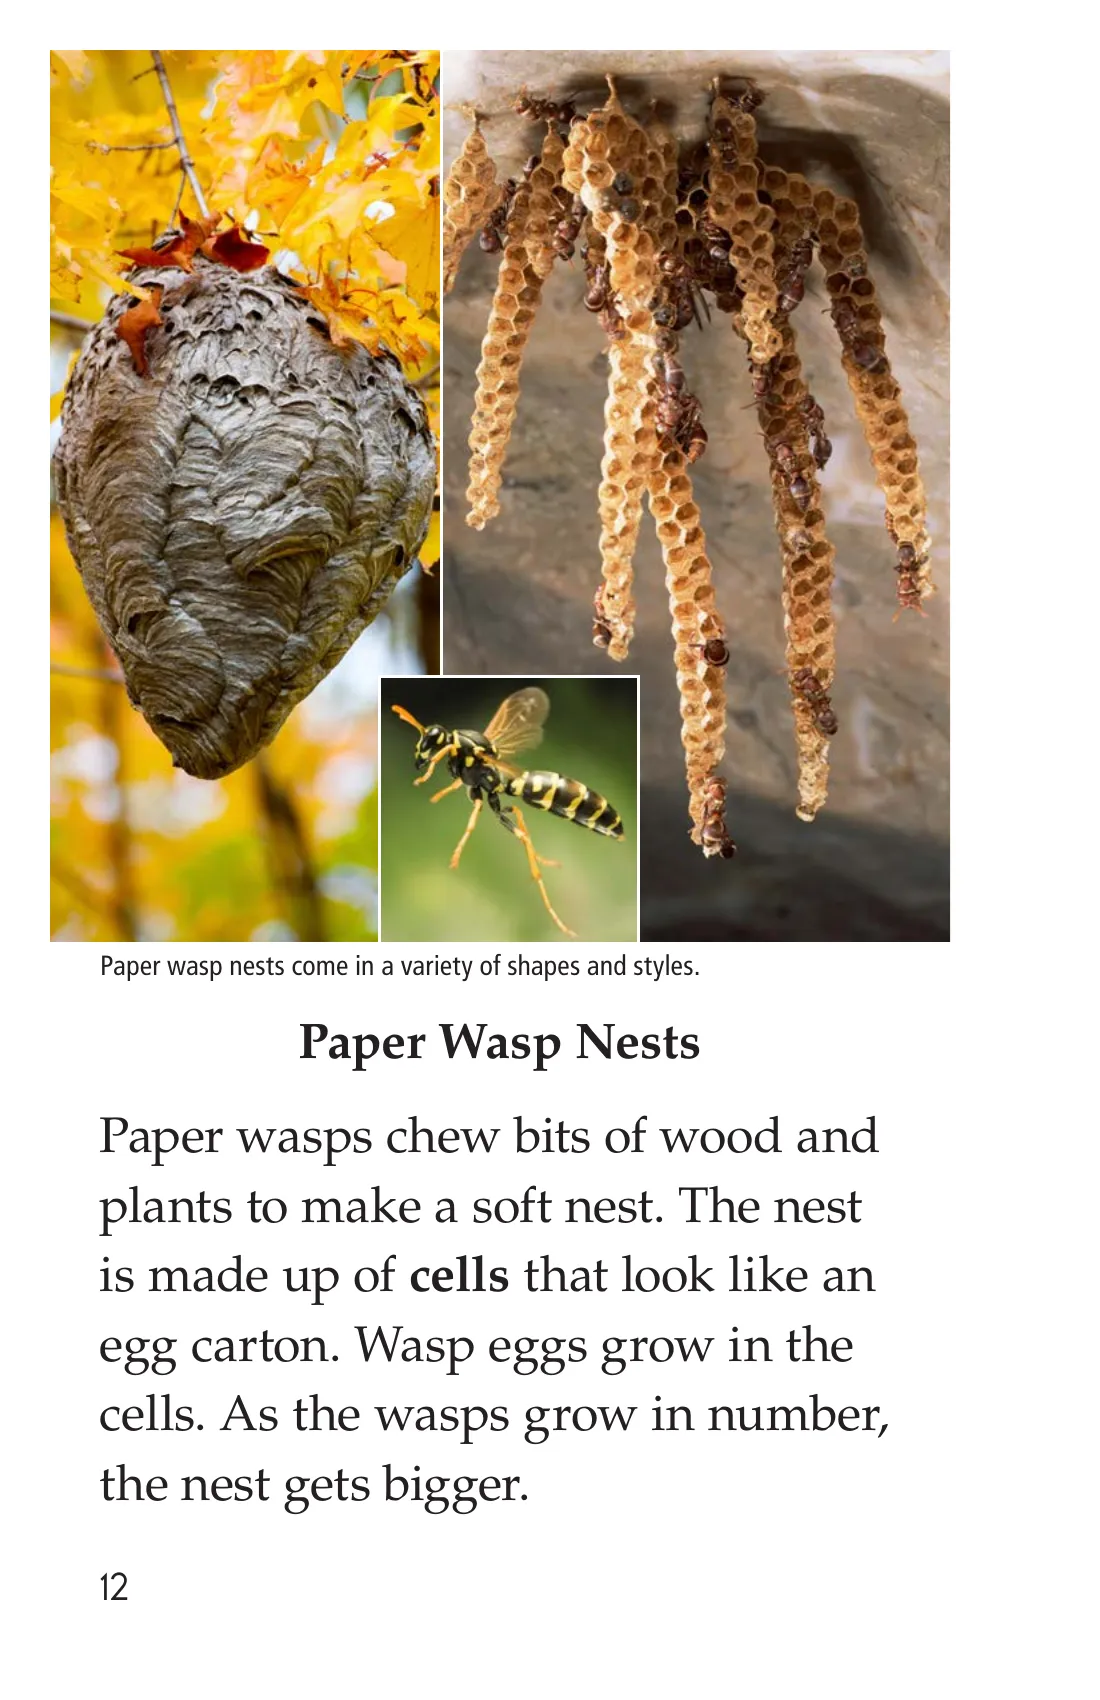 Paper wasp nests come in a variety of shapes and styles.
Paper Wasp Nests
Paper wasps chew bits of wood and
plants to make a soft nest. The nest
is made up of cells that look like an
egg carton. Wasp eggs grow in the
cells. As the wasps grow in number,
the nest gets bigger.
12